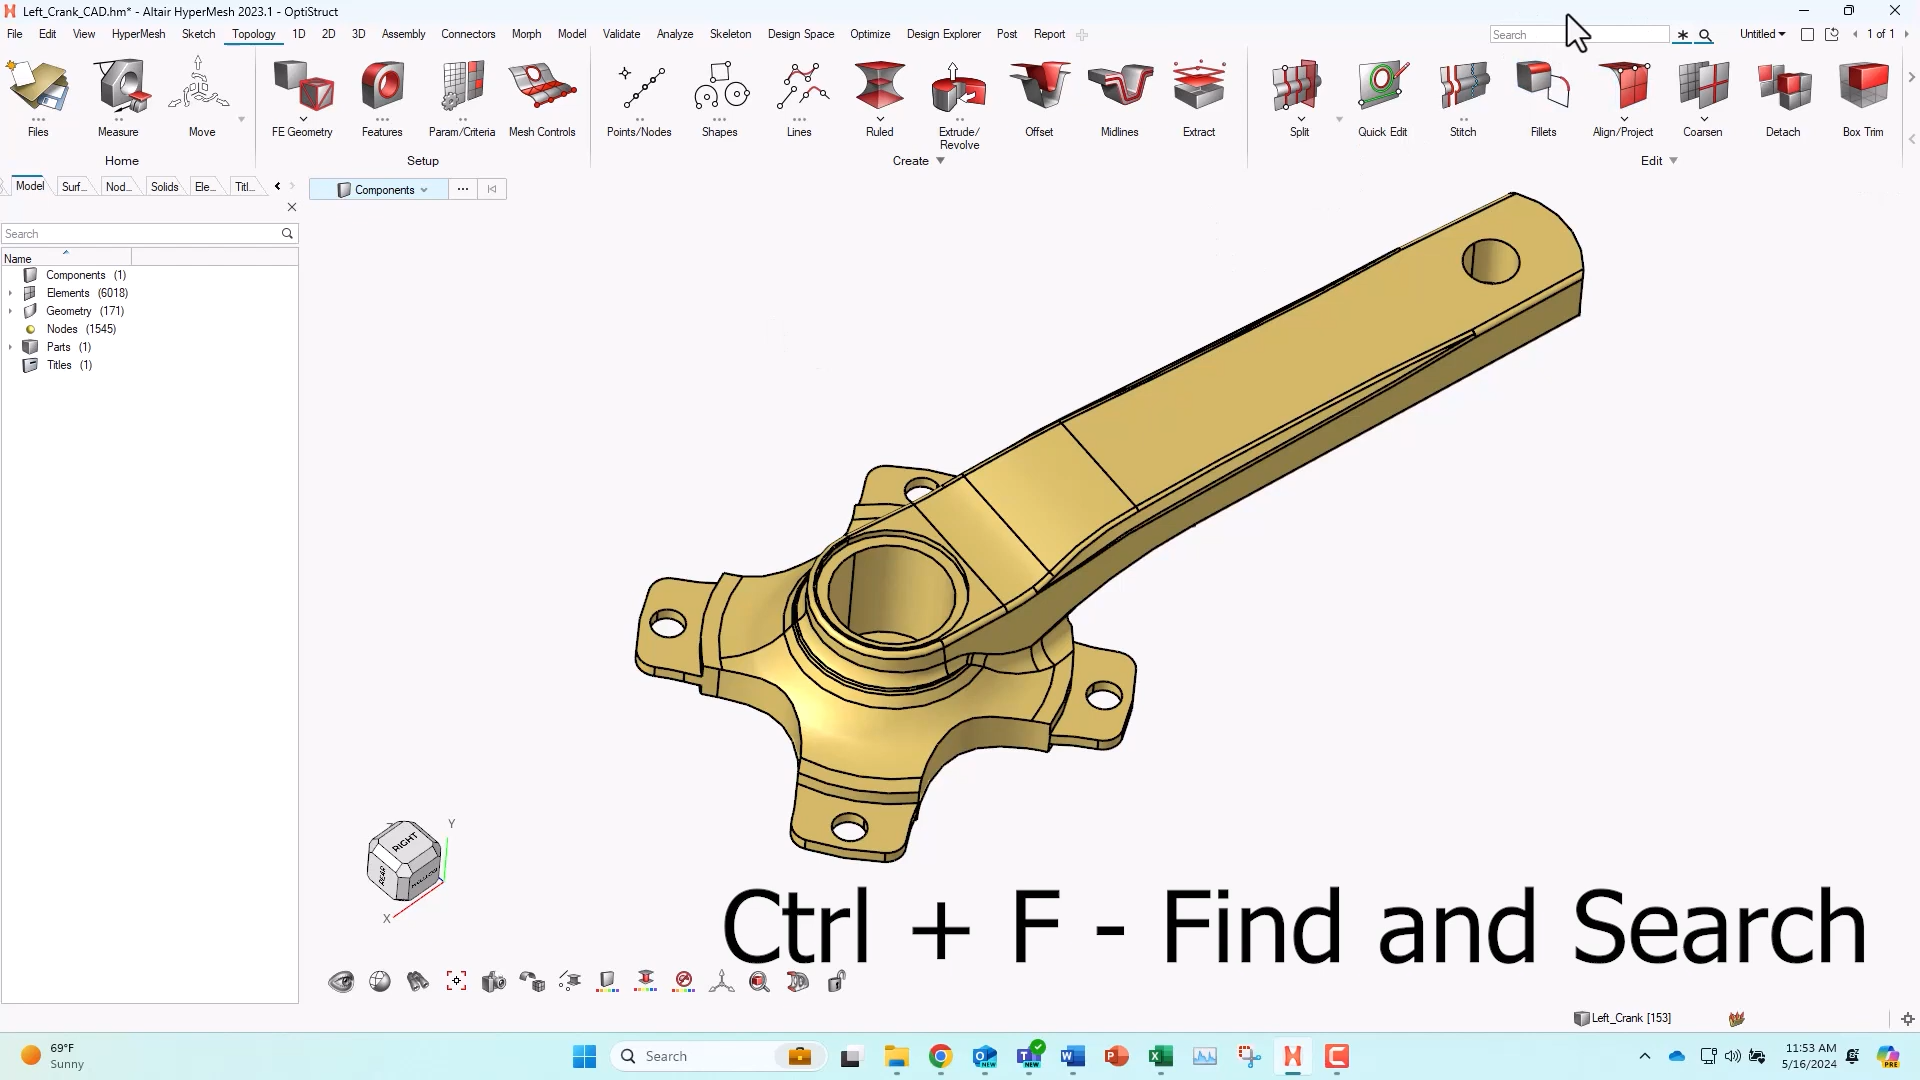 Left_Crank_CAD.hm* - Altair HyperMesh 2023.1 - OptiStruct
File Edit View HyperMesh Sketch Topology 1D 2D 3D Assembly Connectors Morph Model Validate Analyze Skeleton Design Space Optimize Design Explorer Post Report Search Untitled 1 of 1
Files Measure Move FE Geometry Features Param/Criteria Mesh Controls Points/Nodes Shapes Lines Ruled Extrude/ Offset Midlines Extract Split Quick Edit Stitch Fillets Align/Project Coarsen Detach Box Trim
Revolve
Home Setup Create Edit
Model Surf... Nod... Solids Ele... Titl... Components
Search
Name
Components (1)
Elements (6018)
Geometry (171)
Nodes (1545)
Parts (1)
Titles (1)
Y
RIGHT
REAR
X
Ctrl + F - Find and Search
Left_Crank [153]
69°F
Sunny
Search
NEW
NEW
11:53 AM
5/16/2024
PRE